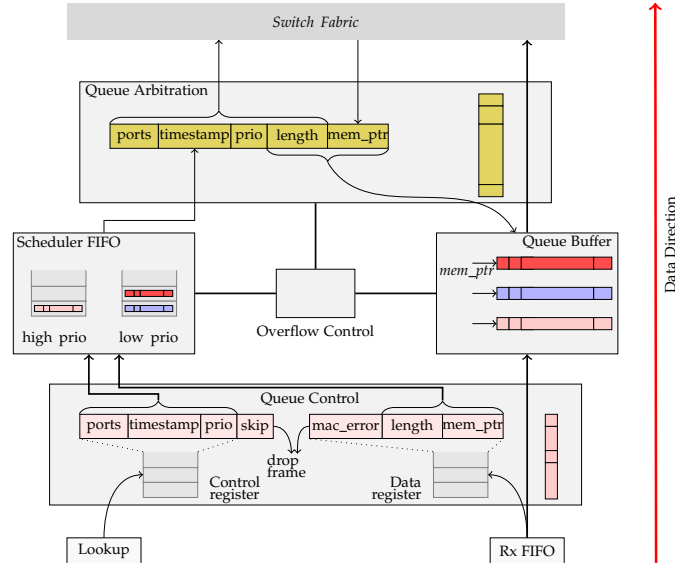 Switch Fabric
Queue Arbitration
ports timestamp prio length mem_ptr
Scheduler FIFO
high prio low prio
Overflow Control
Queue Buffer
mem_ptr
Data Direction
Queue Control
ports timestamp prio skip mac_error length mem_ptr
drop
frame
Control
register
Data
register
Lookup
Rx FIFO